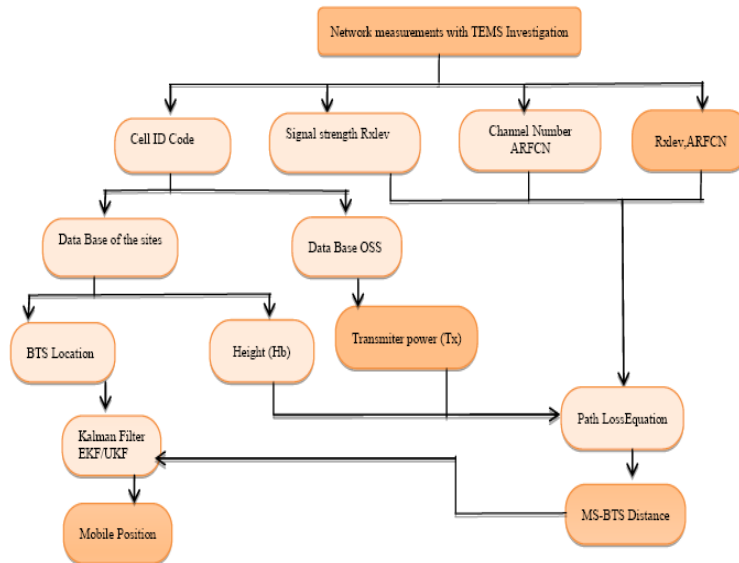 Network measurements with TEMS Investigation
Cell ID Code
Signal strength Rxlev
Channel Number
ARFCN
Rxlev,ARFCN
Data Base of the sites
Data Base OSS
BTS Location
Height (Hb)
Transmiter power (Tx)
Path LossEquation
Kalman Filter
EKF/UKF
MS-BTS Distance
Mobile Position